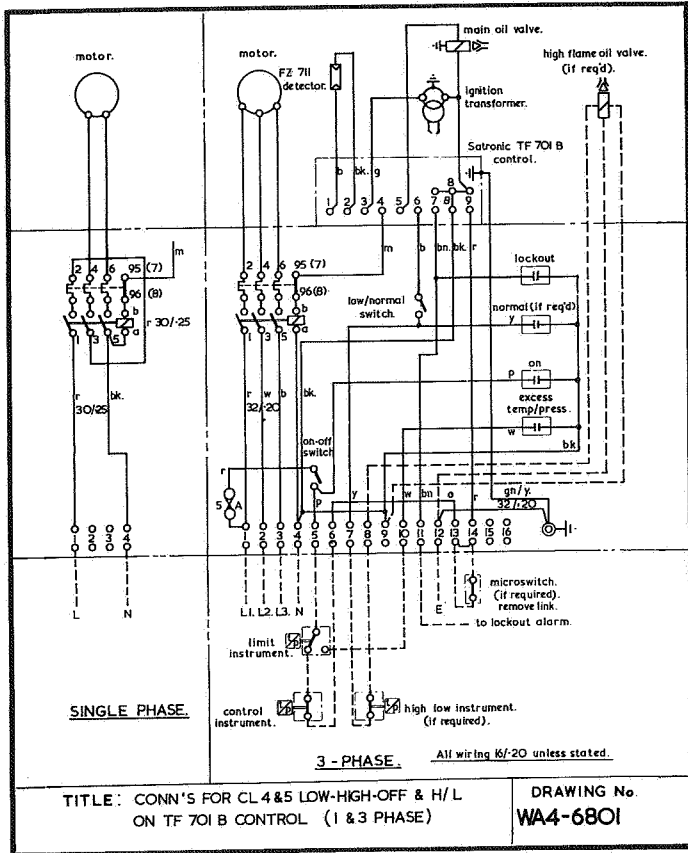 motor.
motor.
FZ 711
detector.
main oil valve.
high flame oil valve.
(if req'd).
ignition
transformer.
Satronic TF 701 B
control.
b bk. g
8
1 2 3 4 5 6 7 8 9
m
m b bn. bk. r
2 4 6 95 (7)
96 (8)
b
a
r 30/·25
1 3 5
2 4 6 95 (7)
96 (8)
b
a
1 3 5
low/normal
switch.
lockout
normal (if req'd)
y
on
p
excess
temp/press.
w
bk
r bk.
30/·25
r w b bk.
32/·20
on-off
switch
r
5 A
p y w bn o r
gn/y.
32/·20
1 2 3 4
1 2 3 4 5 6 7 8 9 10 11 12 13 14 15 16
L N
L1. L2. L3. N
E
microswitch.
(if required).
remove link.
to lockout alarm.
limit
instrument.
control
instrument.
high low instrument.
(if required).
SINGLE PHASE.
3 - PHASE.
All wiring 16/·20 unless stated.
TITLE: CONN'S FOR CL 4 & 5 LOW-HIGH-OFF & H/L
ON TF 701 B CONTROL (1 & 3 PHASE)
DRAWING No.
WA4-6801